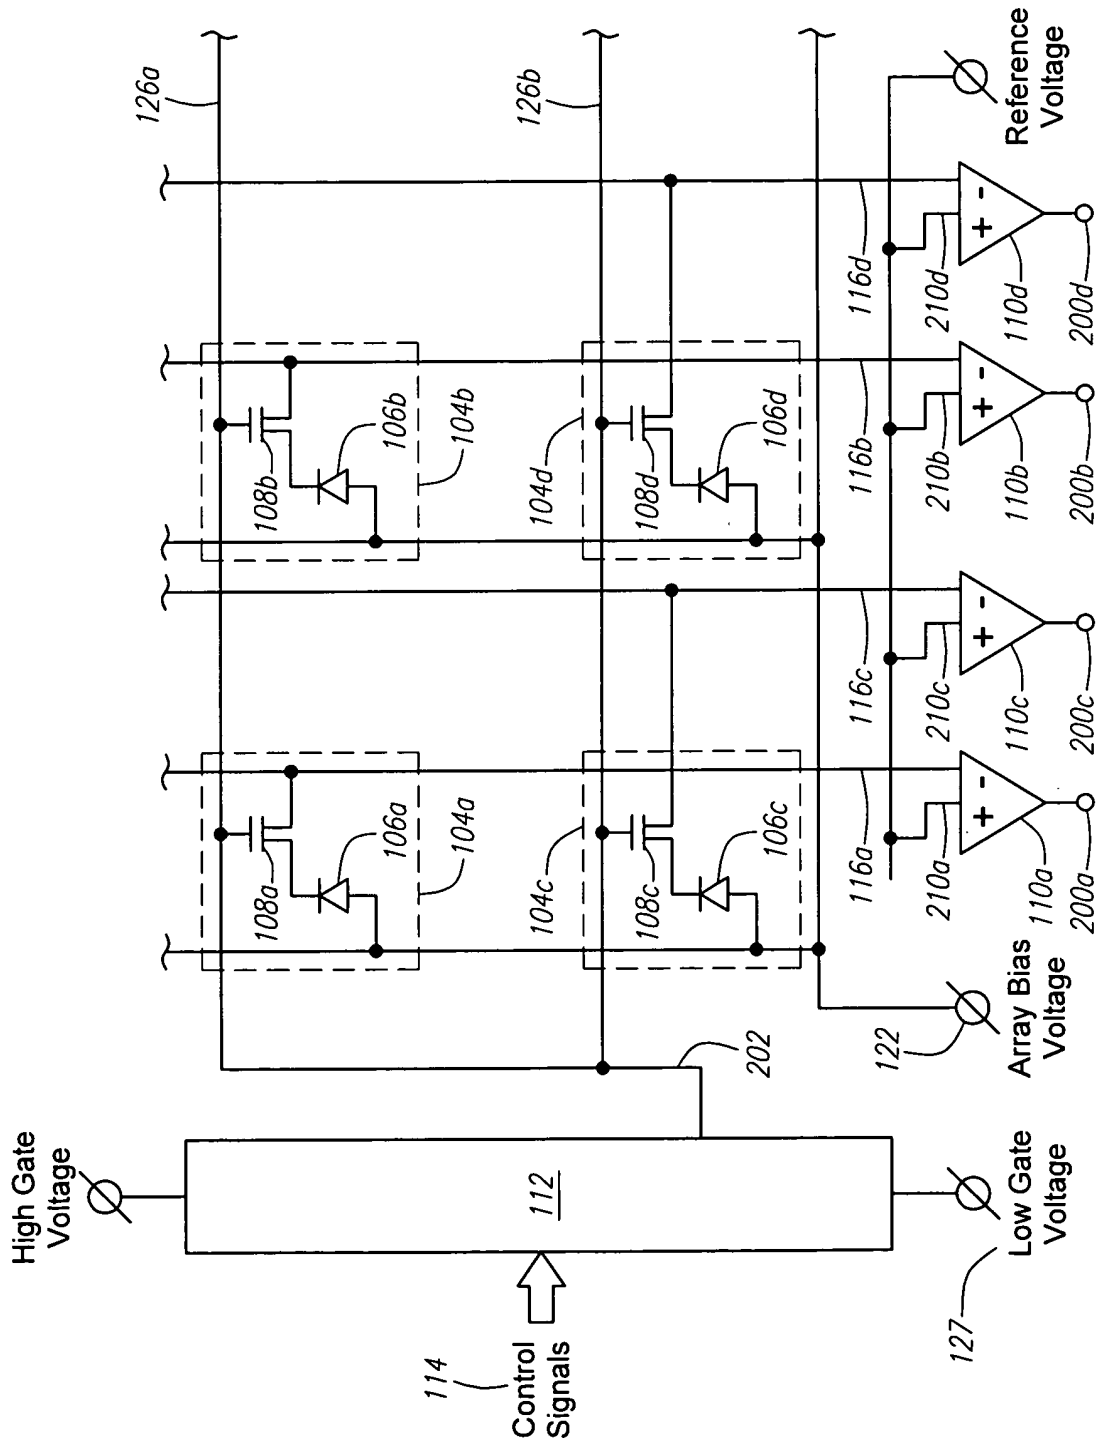 High Gate
Voltage
114
Control
Signals
112
127
Low Gate
Voltage
202
122
Array Bias
Voltage
126a
108a
106a
104a
104c
108c
106c
116a
210a
110a
200a
116c
210c
110c
200c
108b
106b
104b
104d
108d
106d
116b
210b
110b
200b
126b
116d
210d
110d
200d
Reference
Voltage
+ -
+ -
+ -
+ -